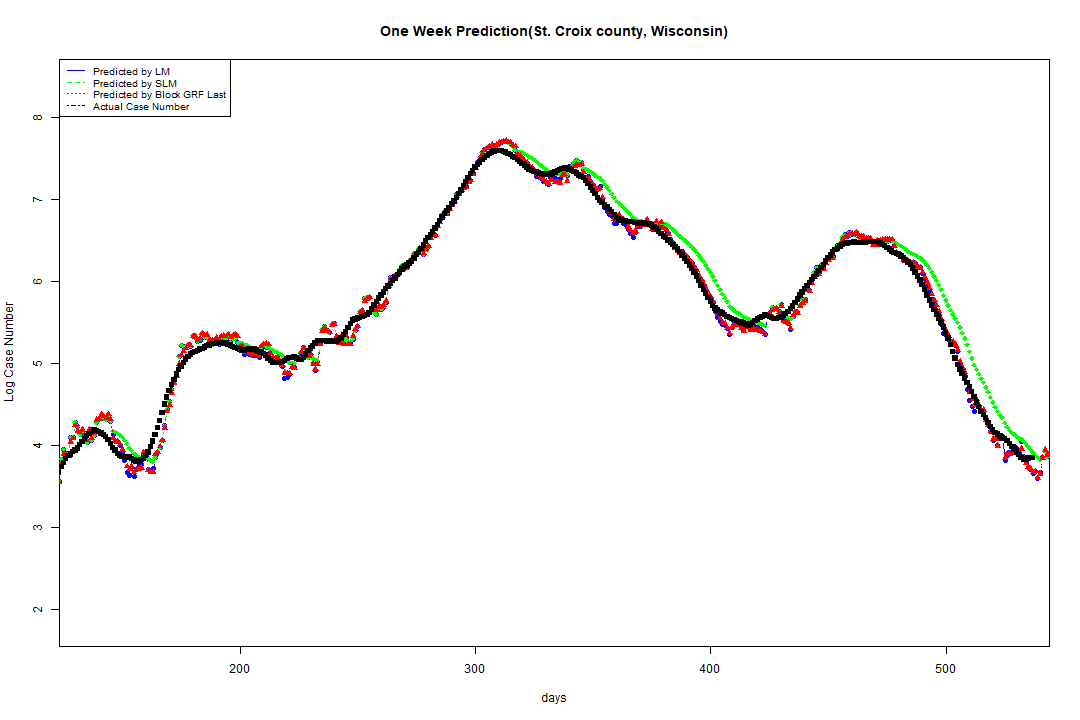 One Week Prediction(St. Croix county, Wisconsin)
Predicted by LM
Predicted by SLM
Predicted by Block GRF Last
Actual Case Number
8
7
6
5
4
3
2
Log Case Number
200 300 400 500
days